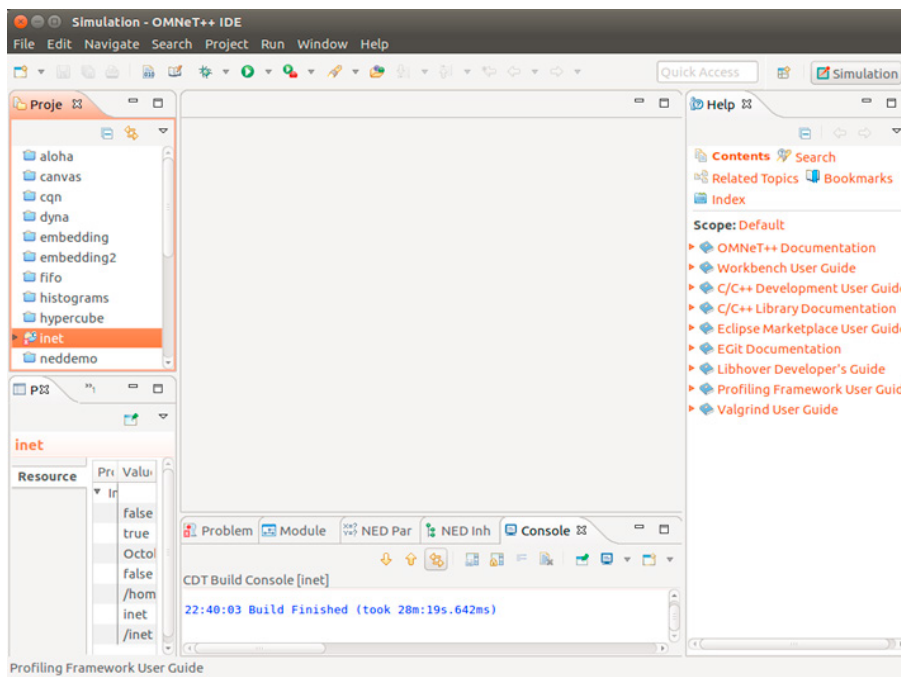 Simulation - OMNeT++ IDE
File Edit Navigate Search Project Run Window Help
Quick Access
Simulation
Proje
aloha
canvas
cqn
dyna
embedding
embedding2
fifo
histograms
hypercube
inet
neddemo
P
inet
Resource
Valu
false
true
Octo
false
/hom
inet
/inet
Problem Module NED Par NED Inh Console
CDT Build Console [inet]
22:40:03 Build Finished (took 28m:19s.642ms)
Help
Contents Search
Related Topics Bookmarks
Index
Scope: Default
OMNeT++ Documentation
Workbench User Guide
C/C++ Development User Guide
C/C++ Library Documentation
Eclipse Marketplace User Guide
EGit Documentation
Libhover Developer's Guide
Profiling Framework User Guid
Valgrind User Guide
Profiling Framework User Guide